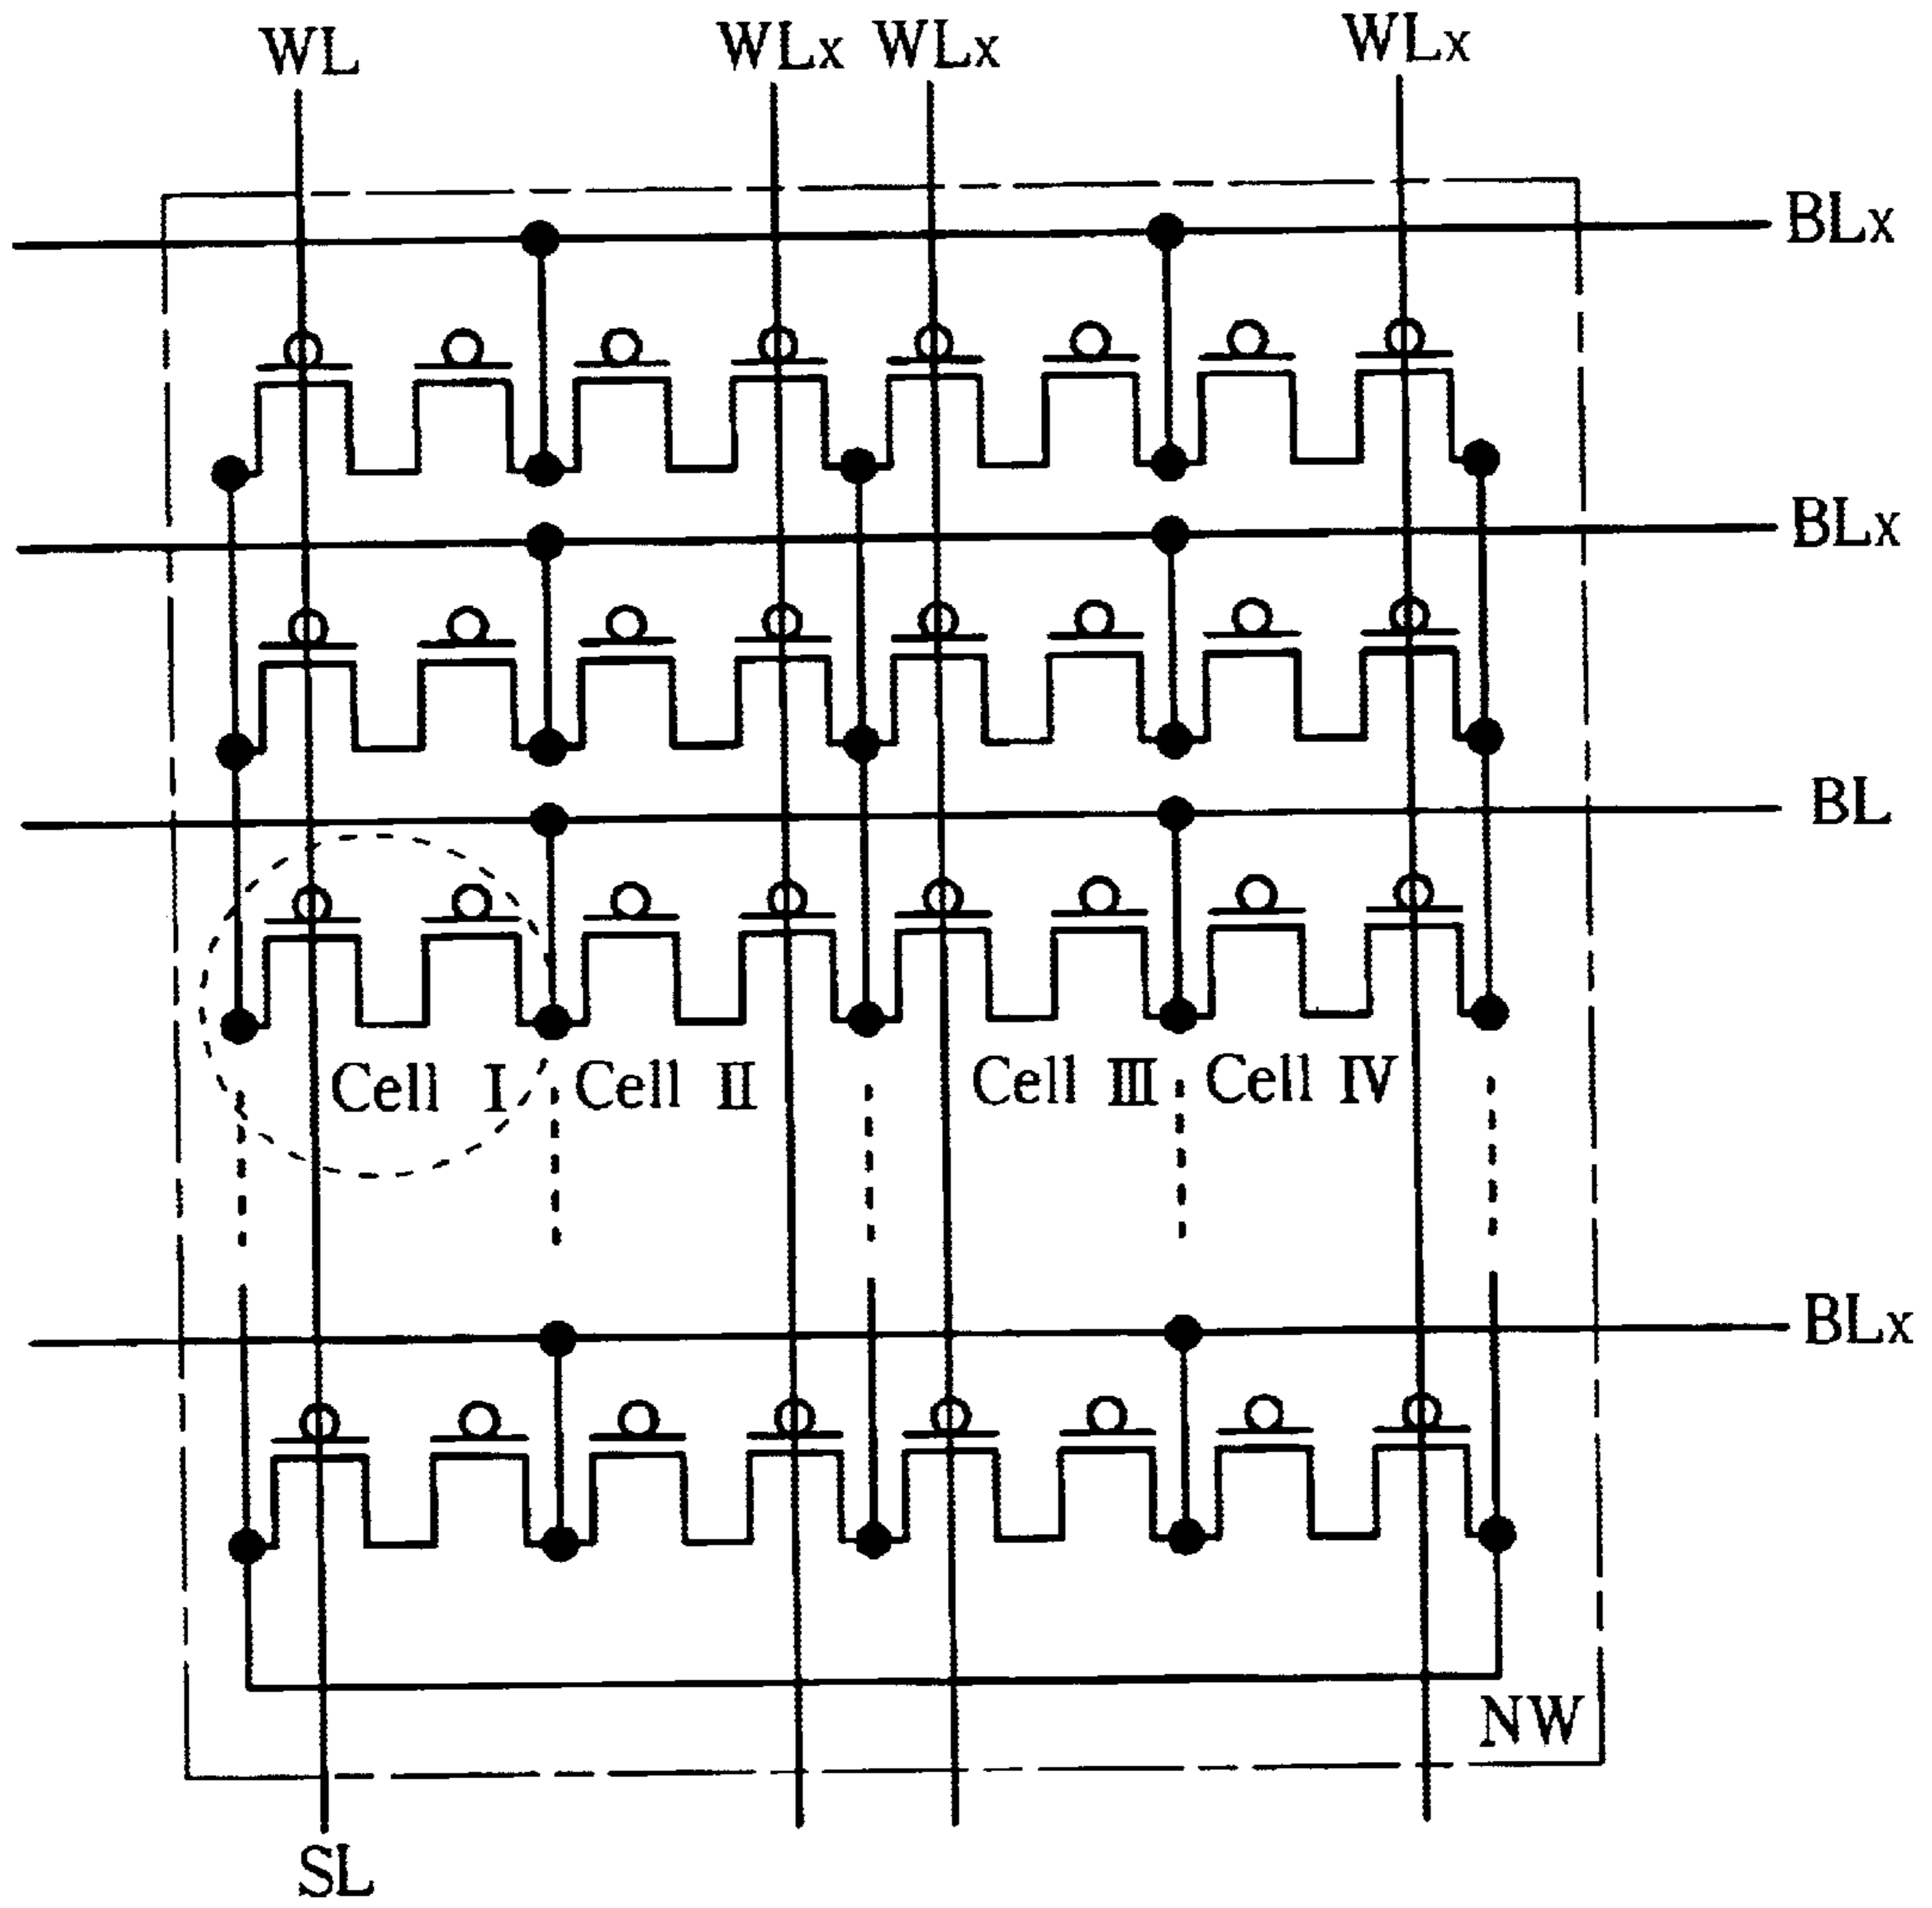 WL WLx WLx WLx
BLx
BLx
BL
Cell I Cell II Cell III Cell IV
BLx
NW
SL